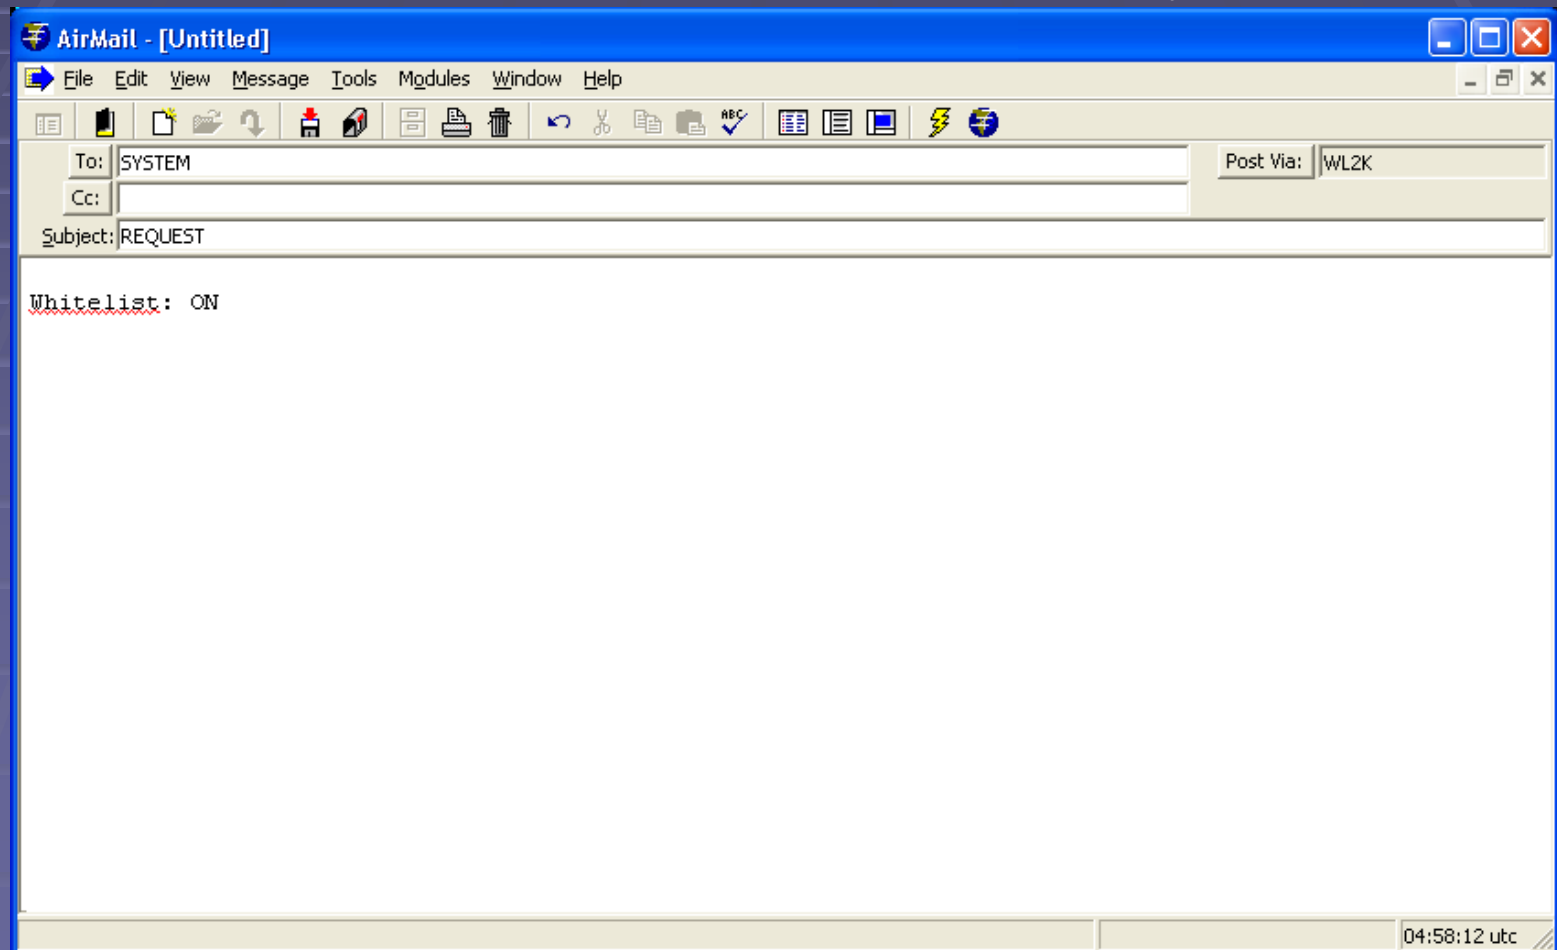 AirMail - [Untitled]
File Edit View Message Tools Modules Window Help
ABC
To: SYSTEM Post Via: WL2K
Cc:
Subject: REQUEST
Whitelist: ON
04:58:12 utc